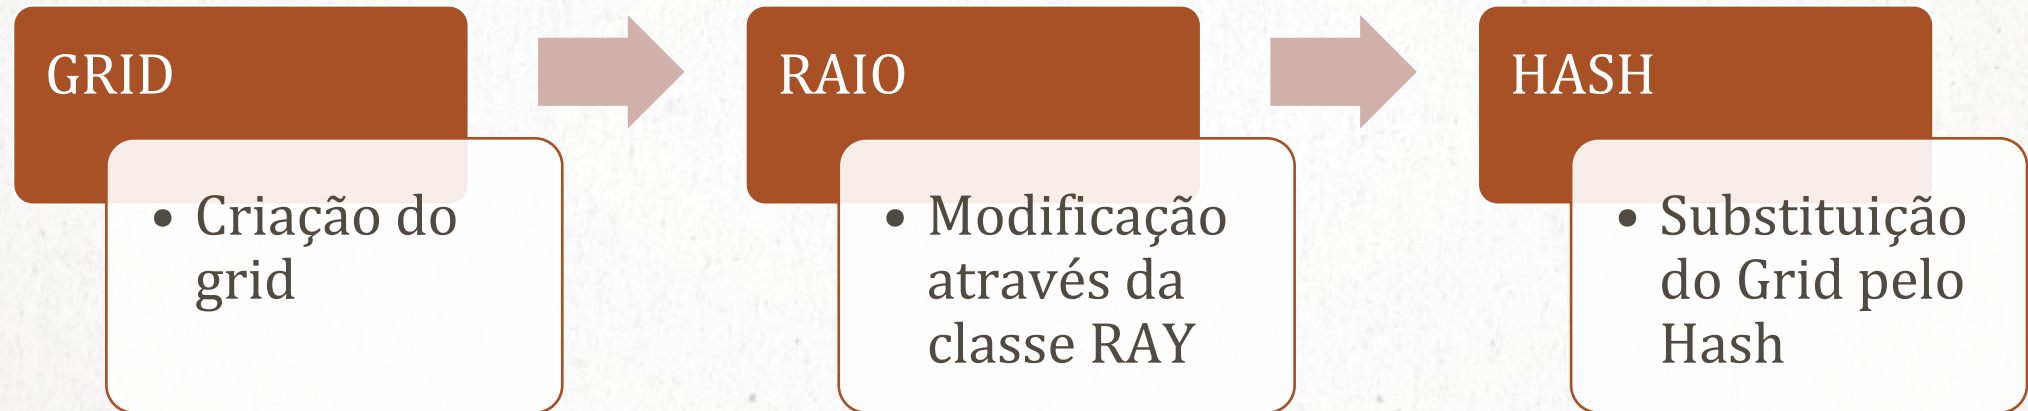 GRID
• Criação do
grid
RAIO
• Modificação
através da
classe RAY
HASH
• Substituição
do Grid pelo
Hash